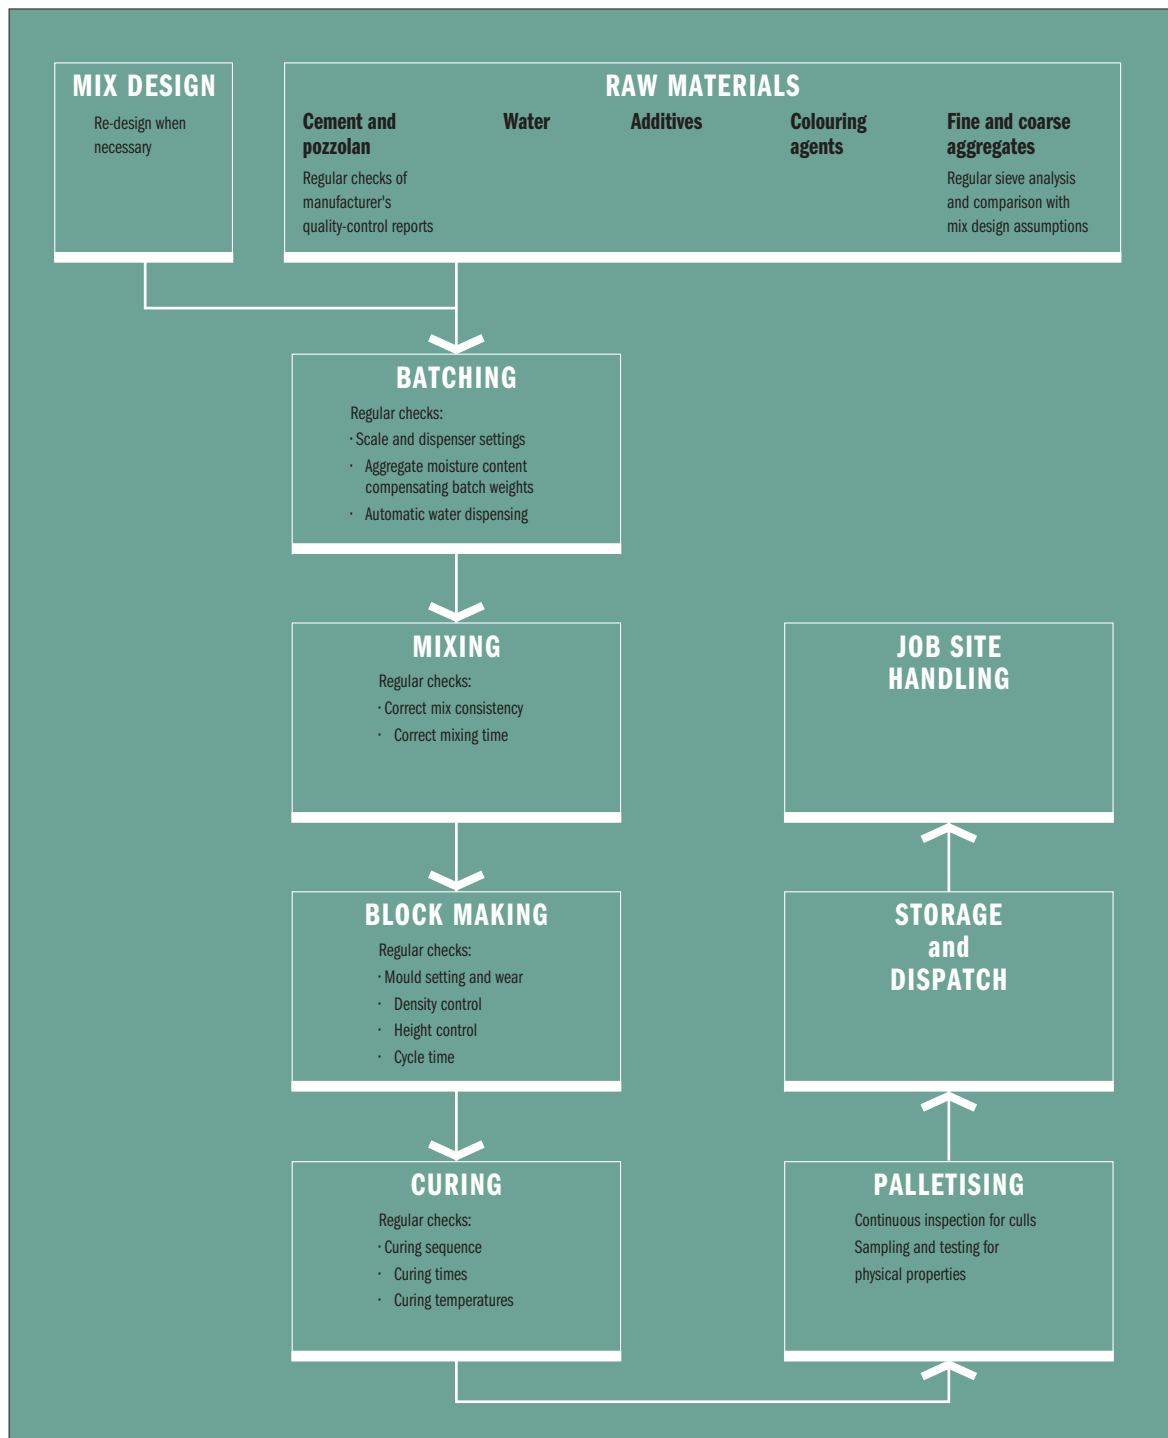 MIX DESIGN
Re-design when
necessary
RAW MATERIALS
Cement and
pozzolan
Regular checks of
manufacturer's
quality-control reports
Water
Additives
Colouring
agents
Fine and coarse
aggregates
Regular sieve analysis
and comparison with
mix design assumptions
BATCHING
Regular checks:
· Scale and dispenser settings
· Aggregate moisture content
compensating batch weights
· Automatic water dispensing
MIXING
Regular checks:
· Correct mix consistency
· Correct mixing time
BLOCK MAKING
Regular checks:
· Mould setting and wear
· Density control
· Height control
· Cycle time
CURING
Regular checks:
· Curing sequence
· Curing times
· Curing temperatures
PALLETISING
Continuous inspection for culls
Sampling and testing for
physical properties
STORAGE
and
DISPATCH
JOB SITE
HANDLING